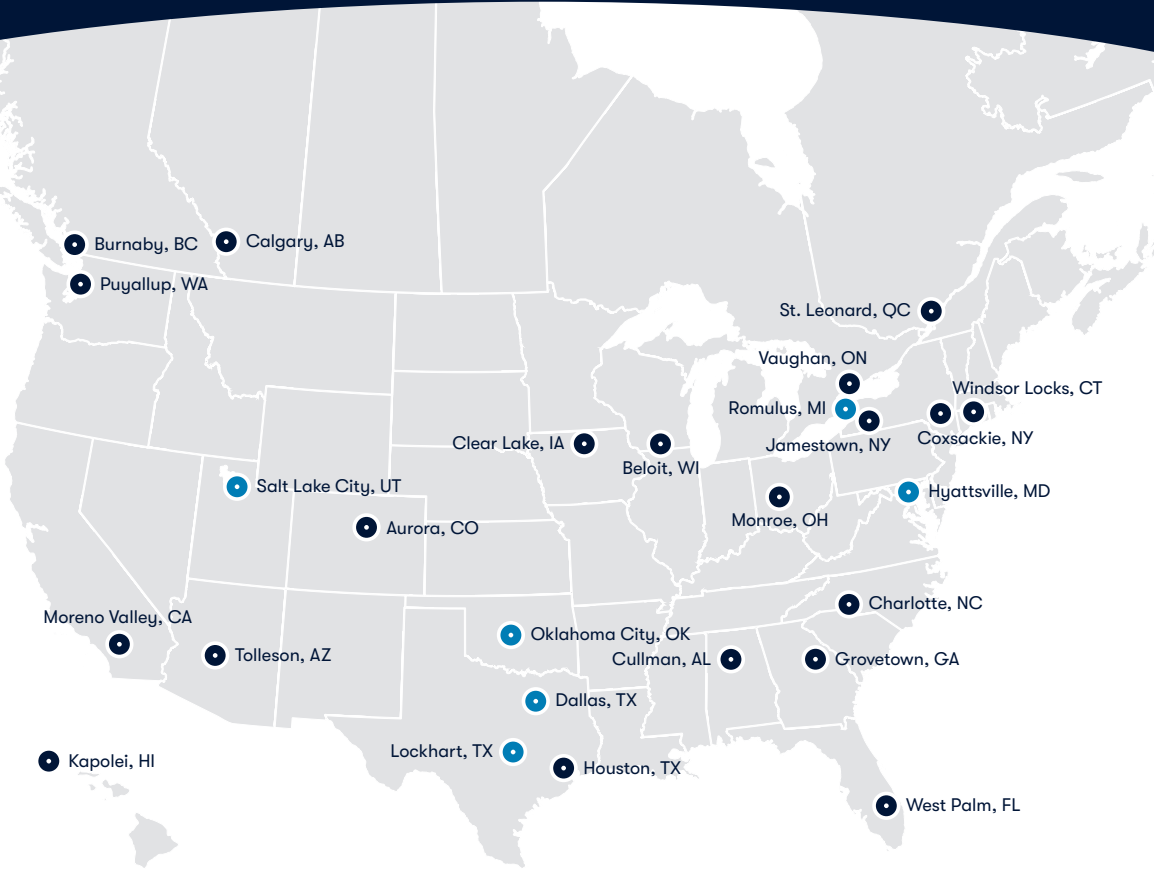 Burnaby, BC
Calgary, AB
Puyallup, WA
St. Leonard, QC
Vaughan, ON
Windsor Locks, CT
Romulus, MI
Jamestown, NY
Coxsackie, NY
Clear Lake, IA
Beloit, WI
Salt Lake City, UT
Hyattsville, MD
Monroe, OH
Aurora, CO
Charlotte, NC
Moreno Valley, CA
Oklahoma City, OK
Tolleson, AZ
Cullman, AL
Grovetown, GA
Dallas, TX
Lockhart, TX
Kapolei, HI
Houston, TX
West Palm, FL